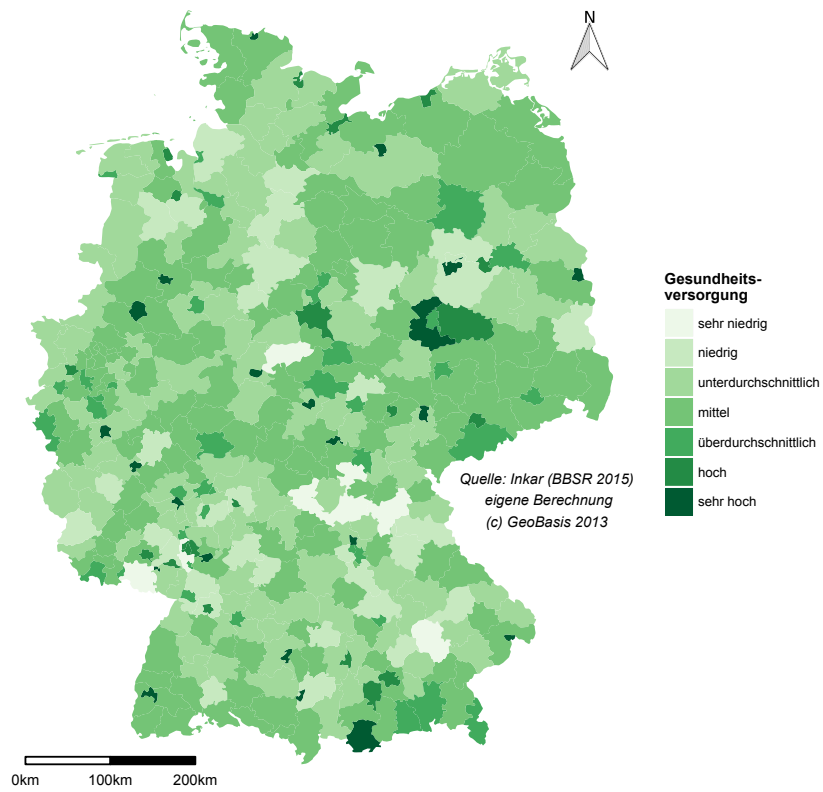 N
Gesundheits-
versorgung
sehr niedrig
niedrig
unterdurchschnittlich
mittel
überdurchschnittlich
hoch
sehr hoch
Quelle: Inkar (BBSR 2015)
eigene Berechnung
(c) GeoBasis 2013
0km 100km 200km